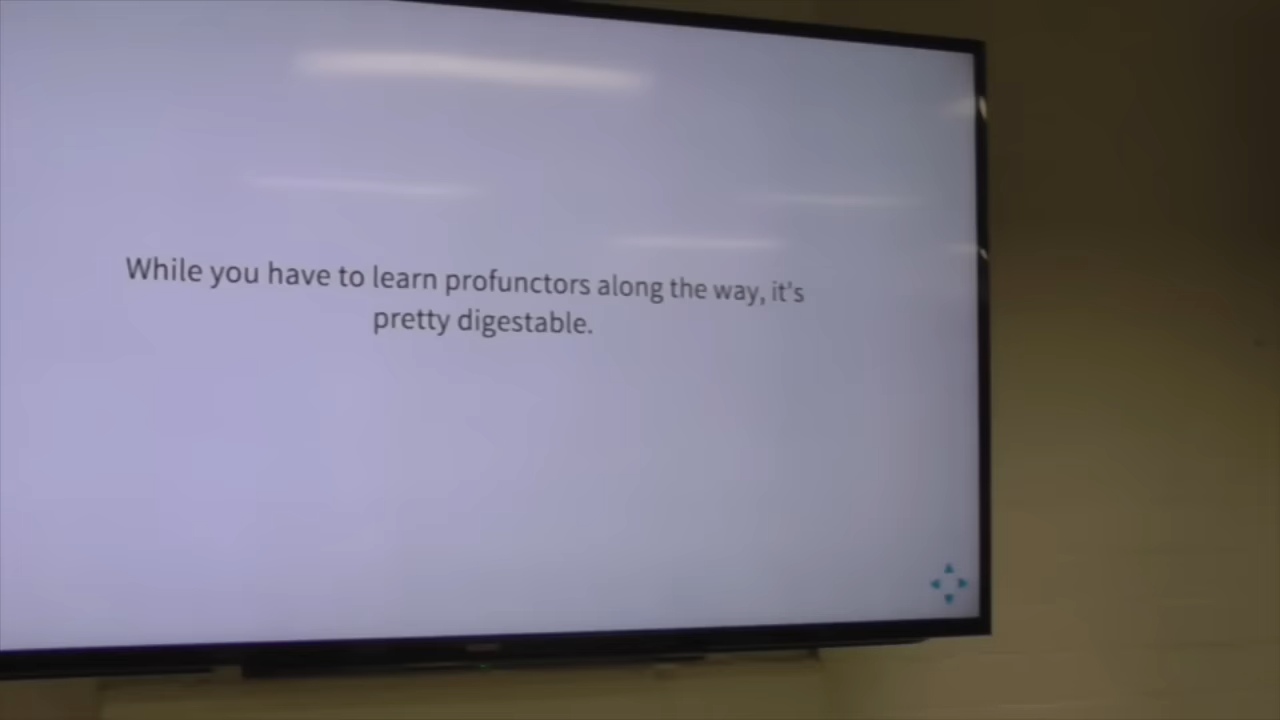 While you have to learn profunctors along the way, it's
pretty digestable.